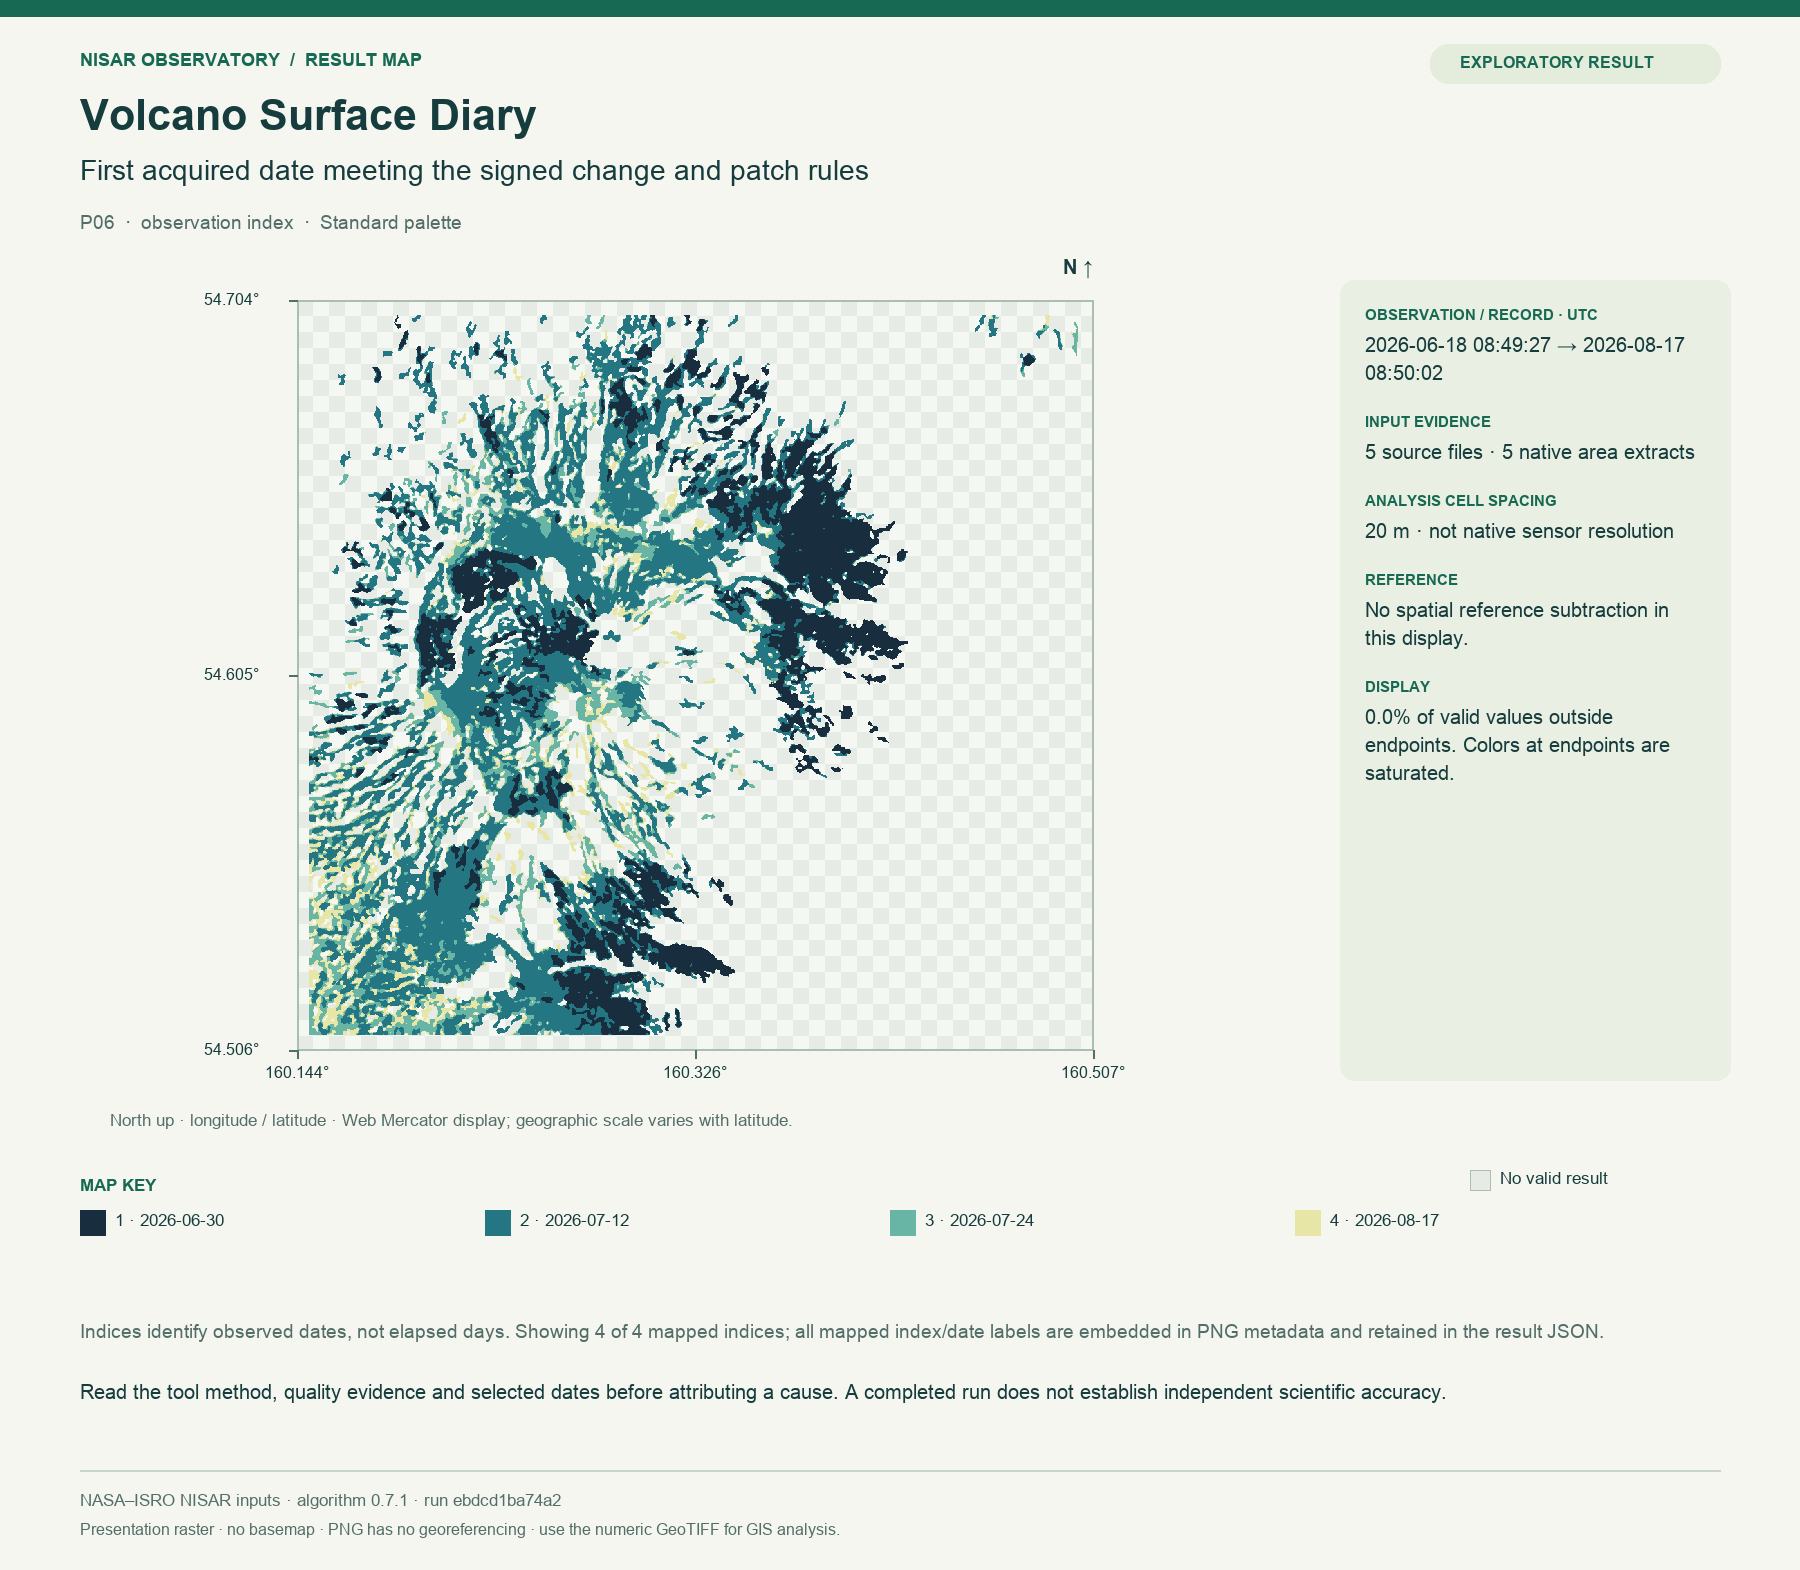 NISAR OBSERVATORY / RESULT MAP
EXPLORATORY RESULT
Volcano Surface Diary
First acquired date meeting the signed change and patch rules
P06 · observation index · Standard palette
N ↑
54.704°
54.605°
54.506°
160.144°
160.326°
160.507°
North up · longitude / latitude · Web Mercator display; geographic scale varies with latitude.
OBSERVATION / RECORD · UTC
2026-06-18 08:49:27 → 2026-08-17
08:50:02
INPUT EVIDENCE
5 source files · 5 native area extracts
ANALYSIS CELL SPACING
20 m · not native sensor resolution
REFERENCE
No spatial reference subtraction in
this display.
DISPLAY
0.0% of valid values outside
endpoints. Colors at endpoints are
saturated.
MAP KEY
No valid result
1 · 2026-06-30
2 · 2026-07-12
3 · 2026-07-24
4 · 2026-08-17
Indices identify observed dates, not elapsed days. Showing 4 of 4 mapped indices; all mapped index/date labels are embedded in PNG metadata and retained in the result JSON.
Read the tool method, quality evidence and selected dates before attributing a cause. A completed run does not establish independent scientific accuracy.
NASA–ISRO NISAR inputs · algorithm 0.7.1 · run ebdcd1ba74a2
Presentation raster · no basemap · PNG has no georeferencing · use the numeric GeoTIFF for GIS analysis.